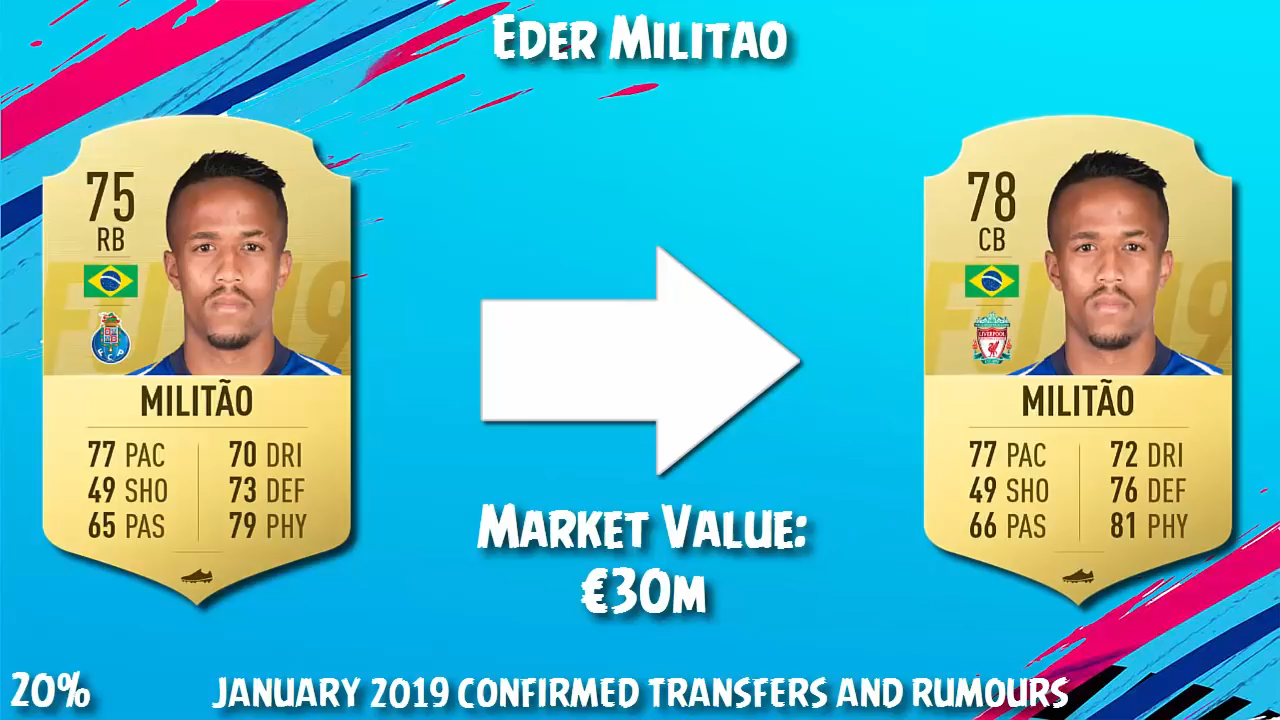 EDER MILITAO
75
RB
FCP
MILITÃO
77 PAC 70 DRI
49 SHO 73 DEF
65 PAS 79 PHY
MARKET VALUE:
€30M
78
CB
LIVERPOOL
MILITÃO
77 PAC 72 DRI
49 SHO 76 DEF
66 PAS 81 PHY
20%
JANUARY 2019 CONFIRMED TRANSFERS AND RUMOURS